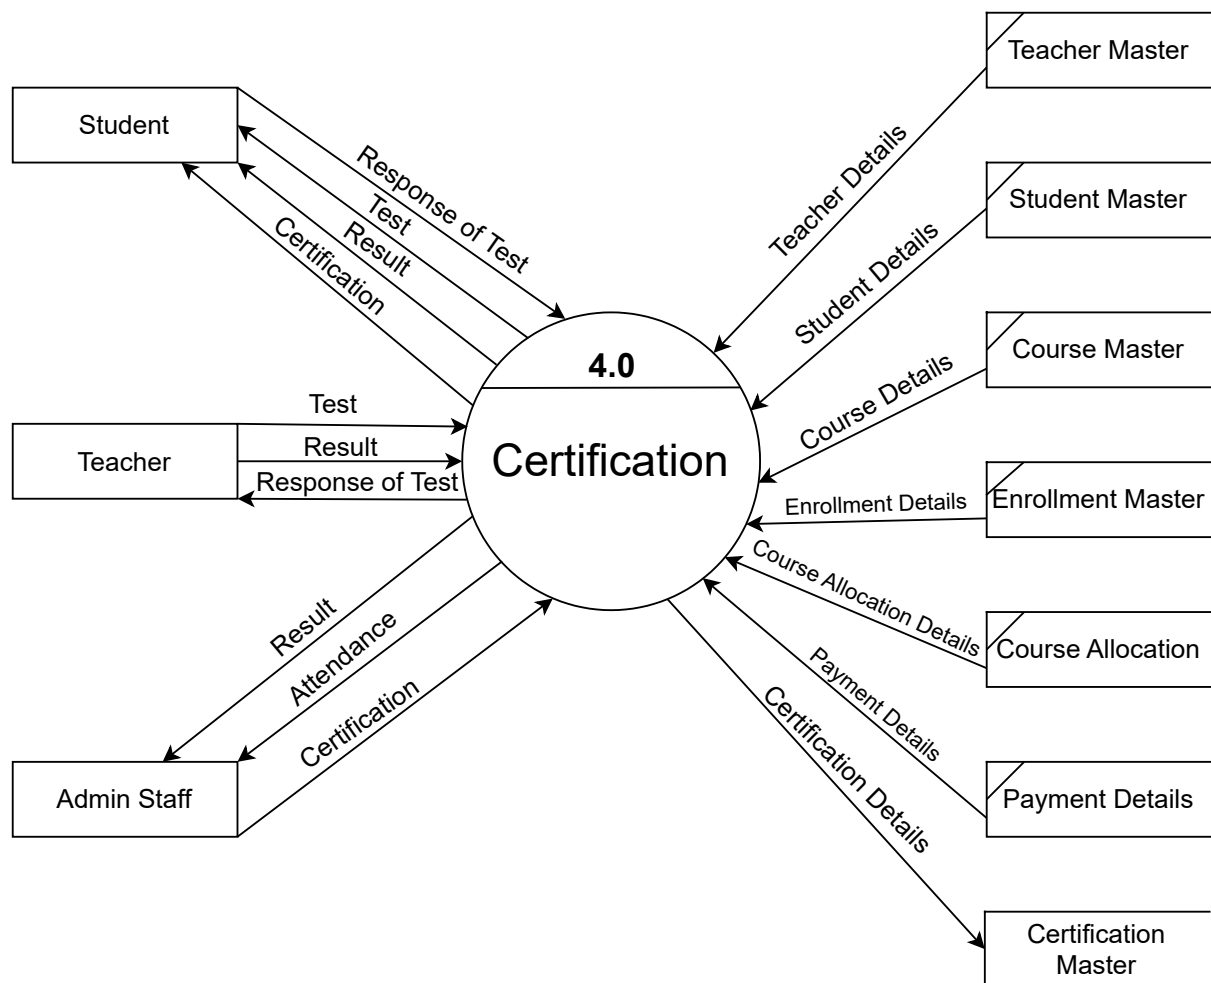 Teacher Master
Student
Response of Test
Test
Result
Certification
Teacher Details
Student Master
Student Details
4.0
Certification
Course Master
Course Details
Teacher
Test
Result
Response of Test
Enrollment Details
Enrollment Master
Course Allocation Details
Course Allocation
Result
Attendance
Certification
Admin Staff
Payment Details
Payment Details
Certification Details
Certification
Master